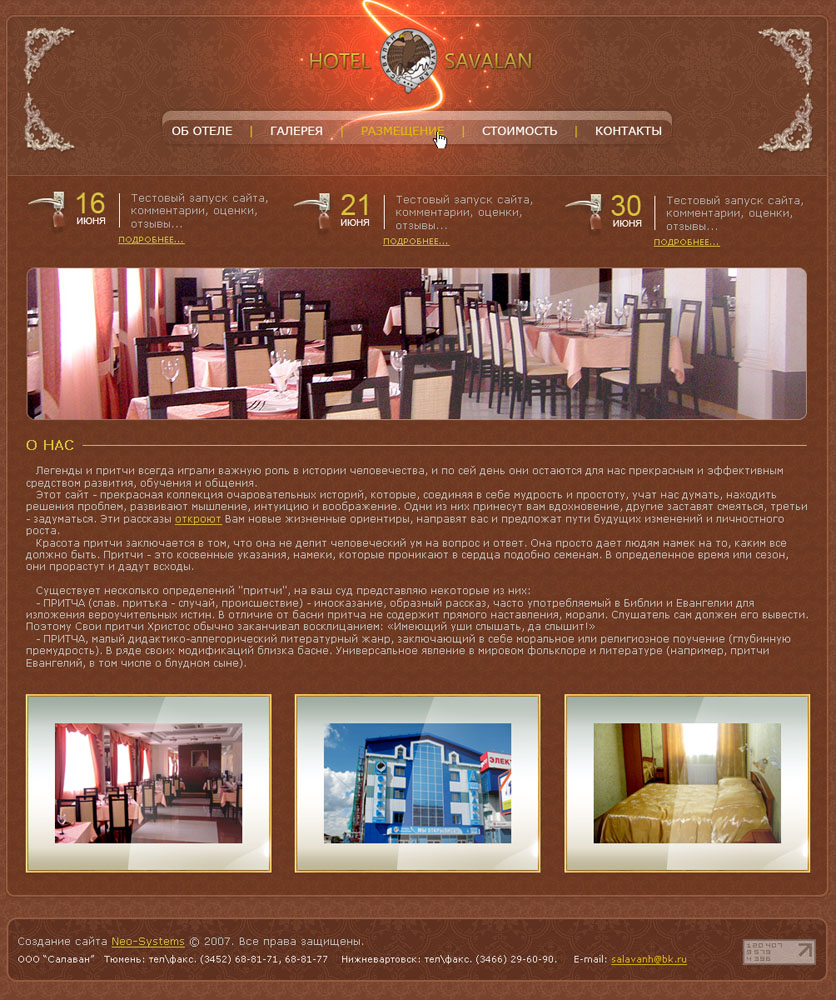 HOTEL SAVALAN
САВАЛАН SAVALAN
ОБ ОТЕЛЕ | ГАЛЕРЕЯ | РАЗМЕЩЕНИЕ | СТОИМОСТЬ | КОНТАКТЫ
16 ИЮНЯ
Тестовый запуск сайта,
комментарии, оценки,
отзывы...
ПОДРОБНЕЕ...
21 ИЮНЯ
Тестовый запуск сайта,
комментарии, оценки,
отзывы...
ПОДРОБНЕЕ...
30 ИЮНЯ
Тестовый запуск сайта,
комментарии, оценки,
отзывы...
ПОДРОБНЕЕ...
О НАС
Легенды и притчи всегда играли важную роль в истории человечества, и по сей день они остаются для нас прекрасным и эффективным
средством развития, обучения и общения.
Этот сайт - прекрасная коллекция очаровательных историй, которые, соединяя в себе мудрость и простоту, учат нас думать, находить
решения проблем, развивают мышление, интуицию и воображение. Одни из них принесут вам вдохновение, другие заставят смеяться, третьи
- задуматься. Эти рассказы откроют Вам новые жизненные ориентиры, направят вас и предложат пути будущих изменений и личностного
роста.
Красота притчи заключается в том, что она не делит человеческий ум на вопрос и ответ. Она просто дает людям намек на то, каким все
должно быть. Притчи - это косвенные указания, намеки, которые проникают в сердца подобно семенам. В определенное время или сезон,
они прорастут и дадут всходы.
Существует несколько определений "притчи", на ваш суд представляю некоторые из них:
- ПРИТЧА (слав. притъка - случай, происшествие) - иносказание, образный рассказ, часто употребляемый в Библии и Евангелии для
изложения вероучительных истин. В отличие от басни притча не содержит прямого наставления, морали. Слушатель сам должен его вывести.
Поэтому Свои притчи Христос обычно заканчивал восклицанием: «Имеющий уши слышать, да слышит!»
- ПРИТЧА, малый дидактико-аллегорический литературный жанр, заключающий в себе моральное или религиозное поучение (глубинную
премудрость). В ряде своих модификаций близка басне. Универсальное явление в мировом фольклоре и литературе (например, притчи
Евангелий, в том числе о блудном сыне).
ЭЛЕКТ
МЫ ОТКРЫЛИСЬ
Создание сайта Neo-Systems © 2007. Все права защищены.
ООО "Салаван" Тюмень: тел\факс. (3452) 68-81-71, 68-81-77 Нижневартовск: тел\факс. (3466) 29-60-90. E-mail: salavanh@bk.ru